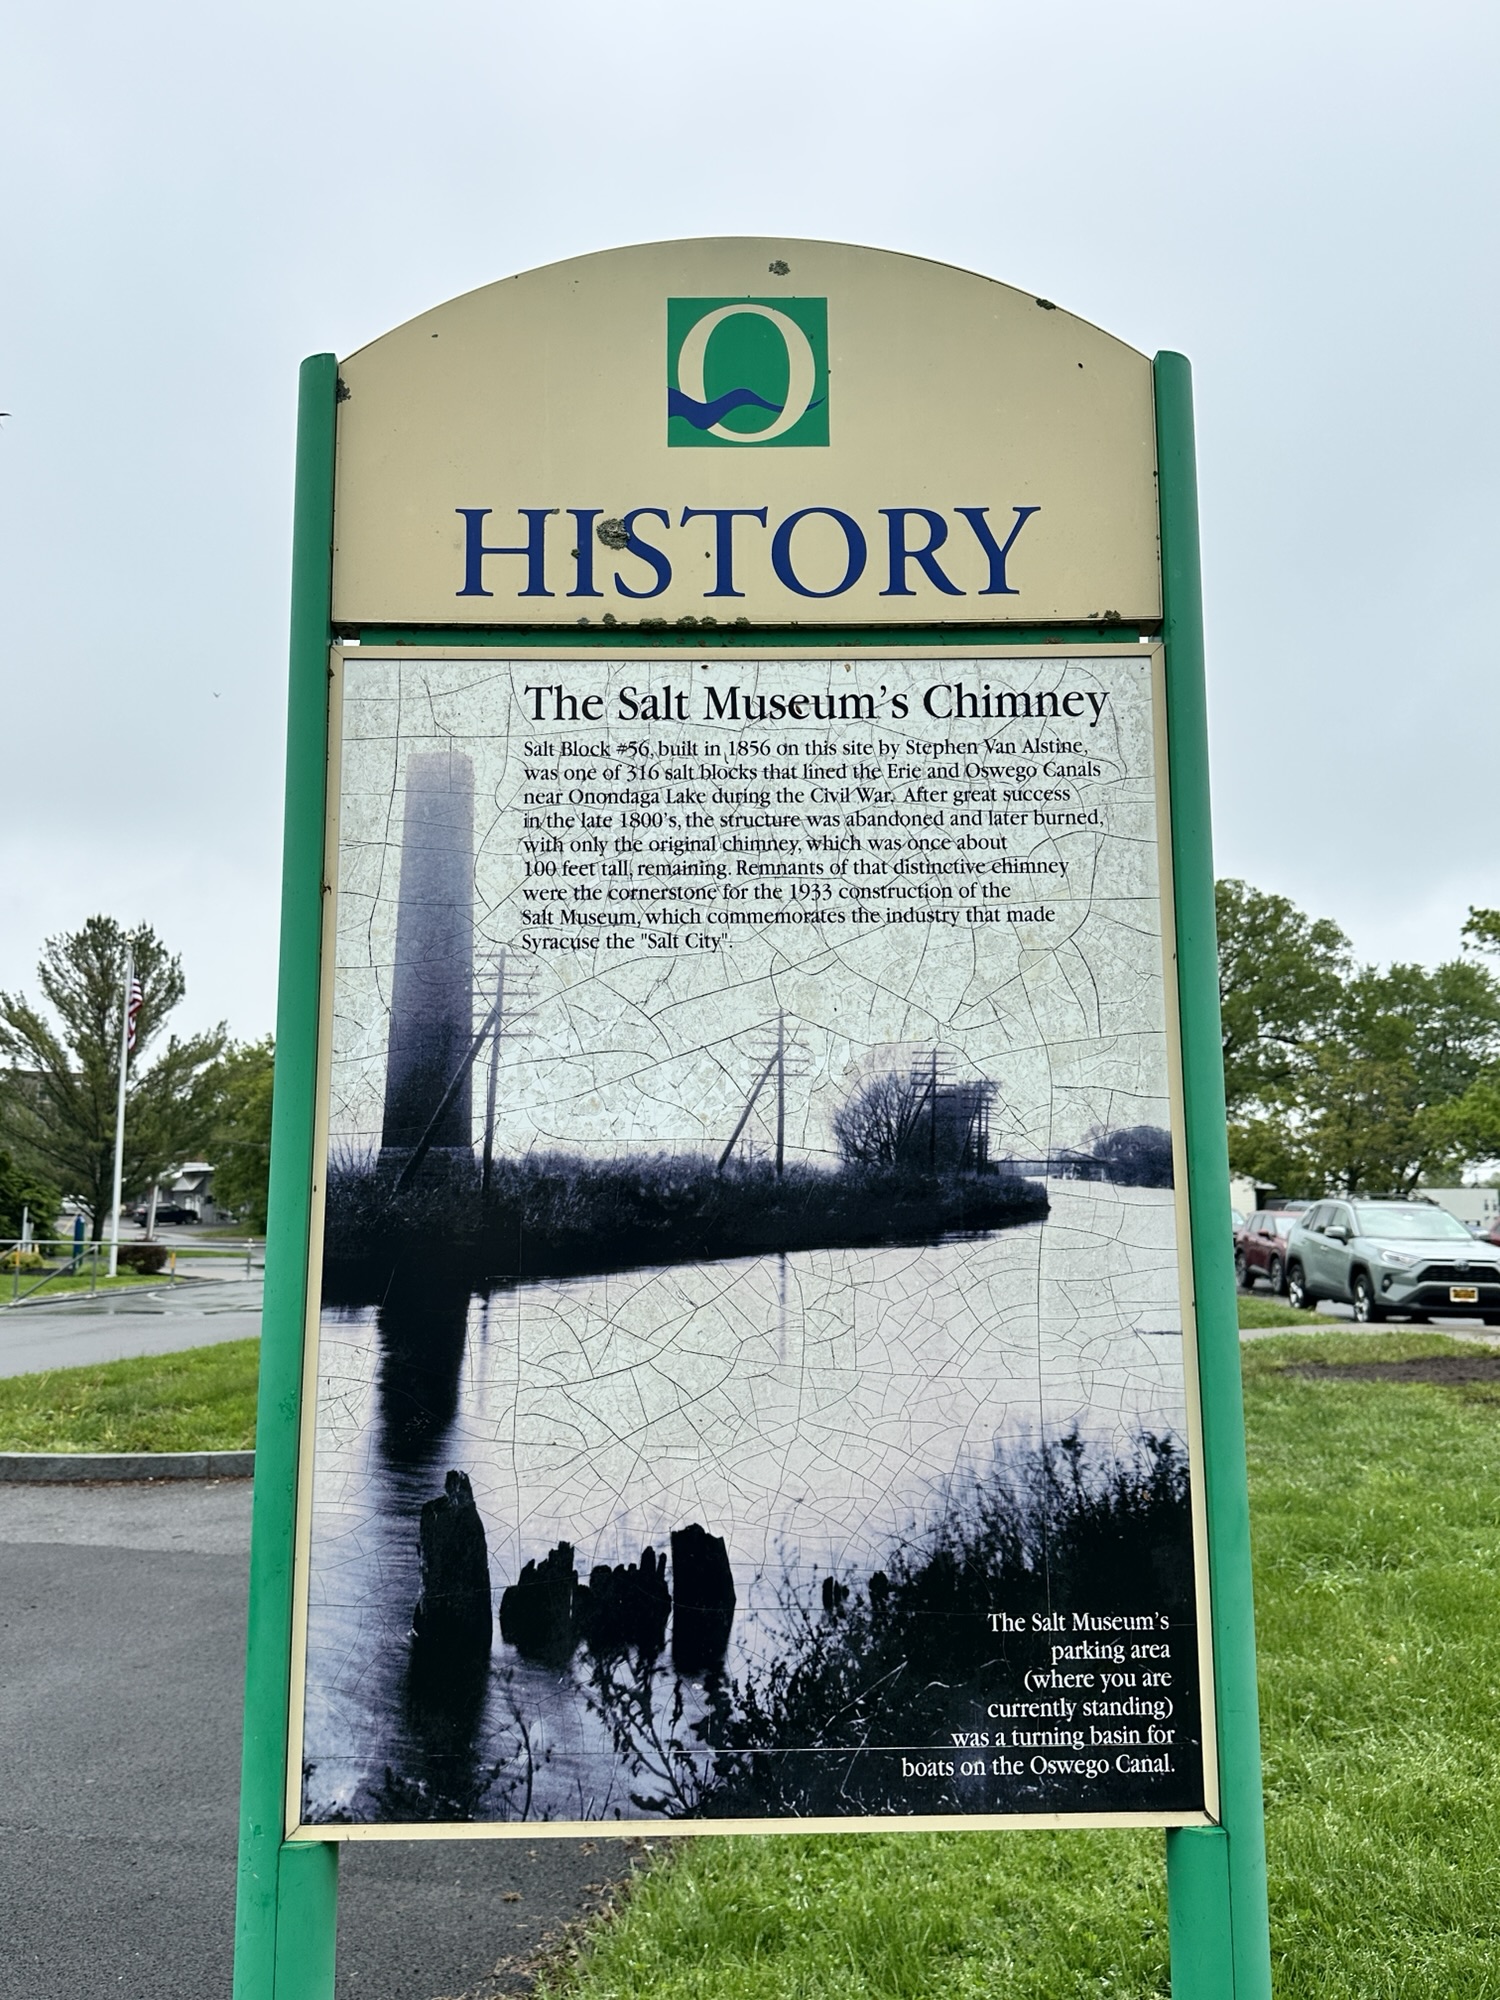 O
HISTORY
The Salt Museum's Chimney
Salt Block #56, built in 1856 on this site by Stephen Van Alstine,
was one of 316 salt blocks that lined the Erie and Oswego Canals
near Onondaga Lake during the Civil War. After great success
in the late 1800's, the structure was abandoned and later burned,
with only the original chimney, which was once about
100 feet tall, remaining. Remnants of that distinctive chimney
were the cornerstone for the 1933 construction of the
Salt Museum, which commemorates the industry that made
Syracuse the "Salt City".
The Salt Museum's
parking area
(where you are
currently standing)
was a turning basin for
boats on the Oswego Canal.